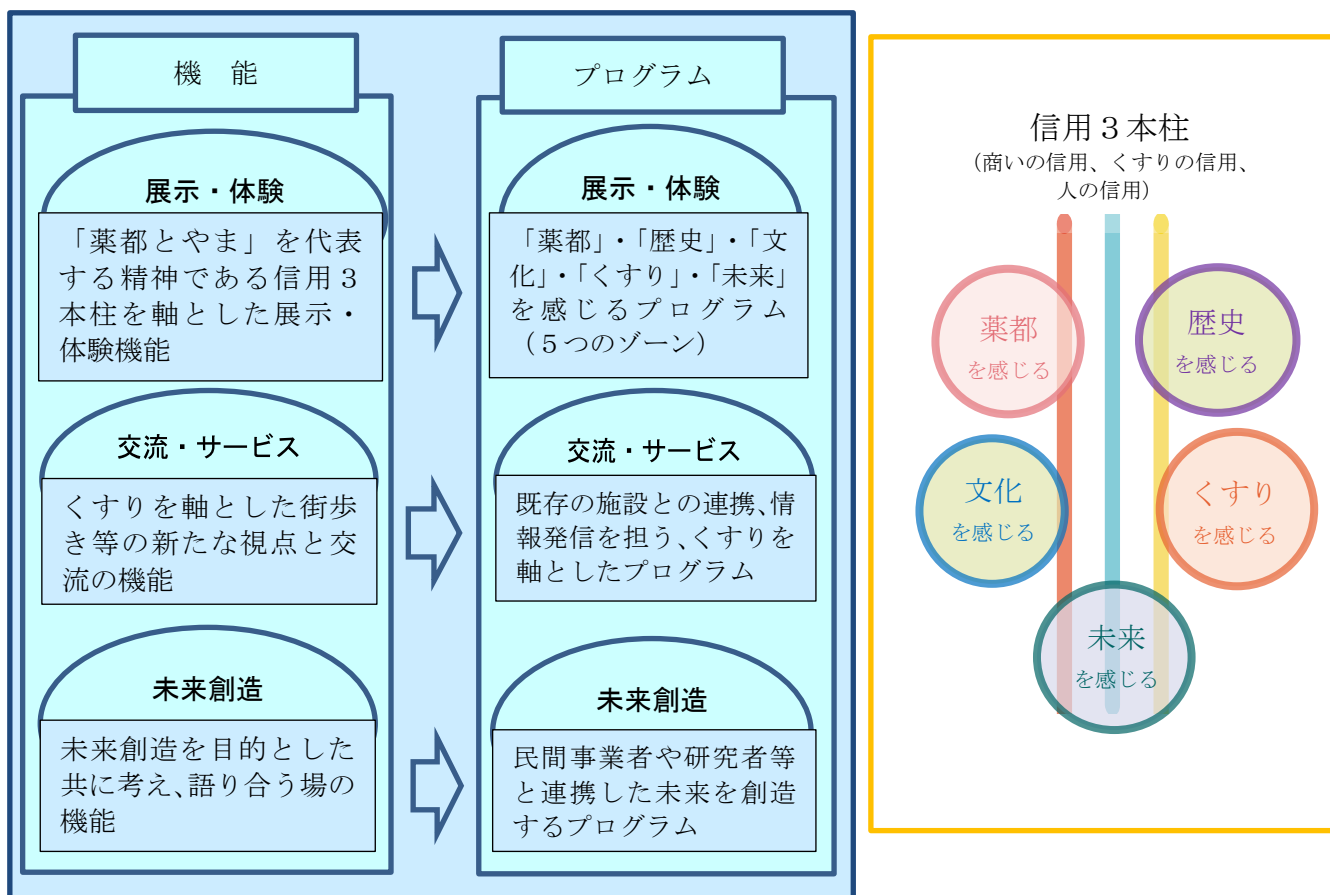 機 能
展示・体験
「薬都とやま」を代表
する精神である信用３
本柱を軸とした展示・
体験機能
交流・サービス
くすりを軸とした街歩
き等の新たな視点と交
流の機能
未来創造
未来創造を目的とした
共に考え、語り合う場の
機能
プログラム
展示・体験
「薬都」・「歴史」・「文
化」・「くすり」・「未来」
を感じるプログラム
（５つのゾーン）
交流・サービス
既存の施設との連携、情
報発信を担う、くすりを
軸としたプログラム
未来創造
民間事業者や研究者等
と連携した未来を創造
するプログラム
信用３本柱
（商いの信用、くすりの信用、
人の信用）
薬都
を感じる
歴史
を感じる
文化
を感じる
くすり
を感じる
未来
を感じる